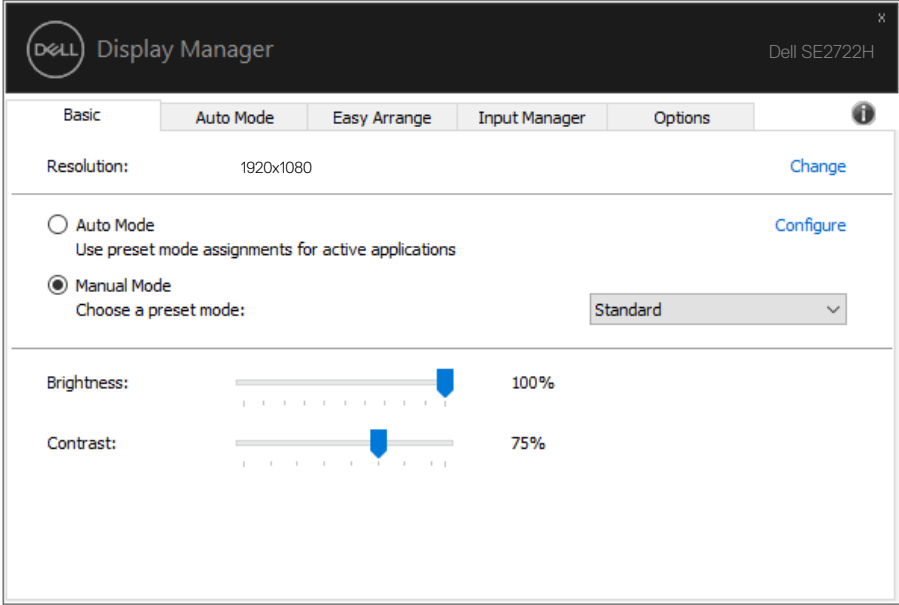 x
DELL Display Manager
Dell SE2722H
Basic Auto Mode Easy Arrange Input Manager Options i
Resolution: 1920x1080 Change
Auto Mode Configure
Use preset mode assignments for active applications
Manual Mode
Choose a preset mode: Standard
Brightness: 100%
Contrast: 75%